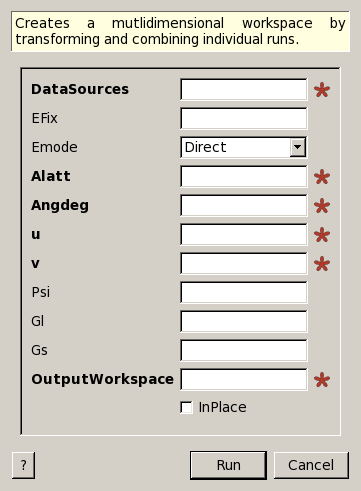 Creates a mutlidimensional workspace by
transforming and combining individual runs.
DataSources
EFix
Emode Direct
Alatt
Angdeg
u
v
Psi
Gl
Gs
OutputWorkspace
InPlace
? Run Cancel